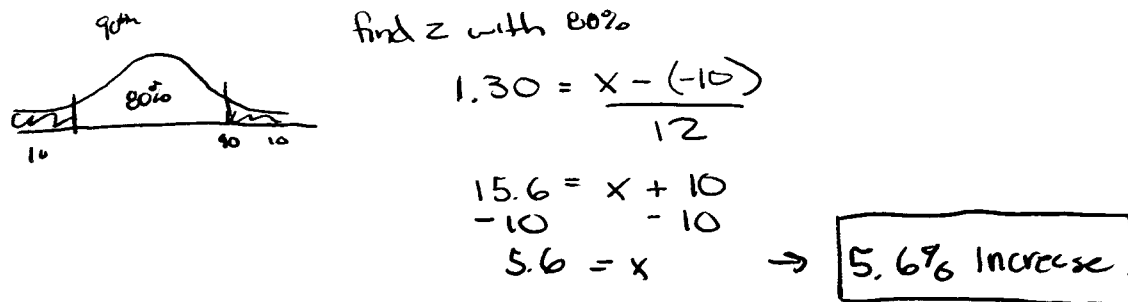 90th
find z with 80%
80%
10 90 10
1.30 = x - (-10)
12
15.6 = x + 10
-10 - 10
5.6 = x → 5.6% Increase.